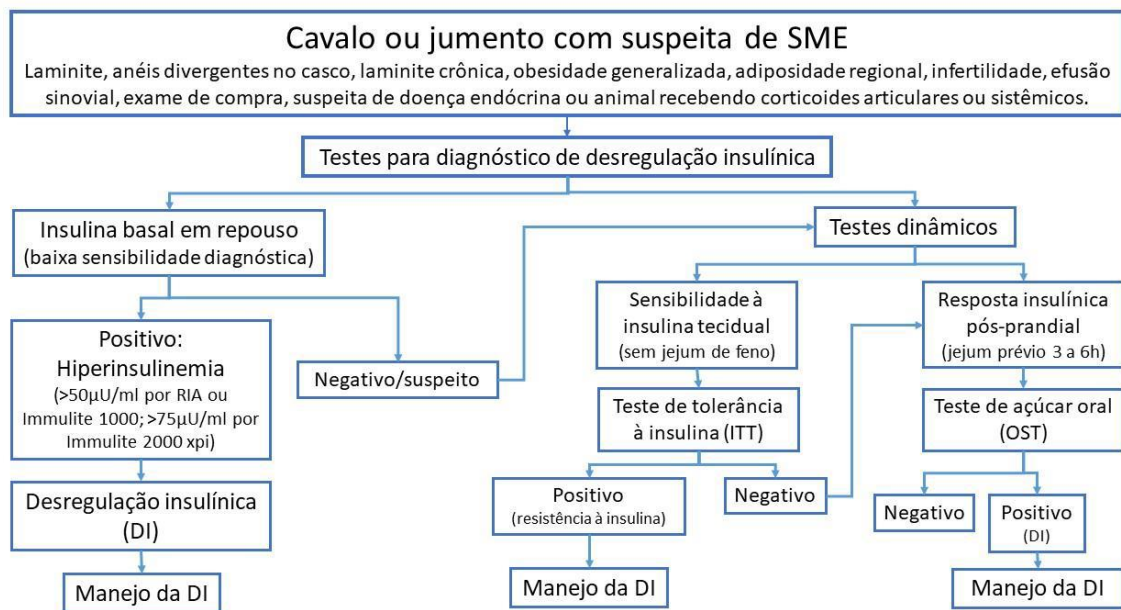 Cavalo ou jumento com suspeita de SME
Laminite, anéis divergentes no casco, laminite crônica, obesidade generalizada, adiposidade regional, infertilidade, efusão
sinovial, exame de compra, suspeita de doença endócrina ou animal recebendo corticoides articulares ou sistêmicos.
Testes para diagnóstico de desregulação insulínica
Insulina basal em repouso
(baixa sensibilidade diagnóstica)
Testes dinâmicos
Positivo:
Hiperinsulinemia
(>50µU/ml por RIA ou
Immulite 1000; >75µU/ml por
Immulite 2000 xpi)
Negativo/suspeito
Sensibilidade à
insulina tecidual
(sem jejum de feno)
Resposta insulínica
pós-prandial
(jejum prévio 3 a 6h)
Teste de tolerância
à insulina (ITT)
Teste de açúcar oral
(OST)
Desregulação insulínica
(DI)
Positivo
(resistência à insulina)
Negativo
Negativo
Positivo
(DI)
Manejo da DI
Manejo da DI
Manejo da DI